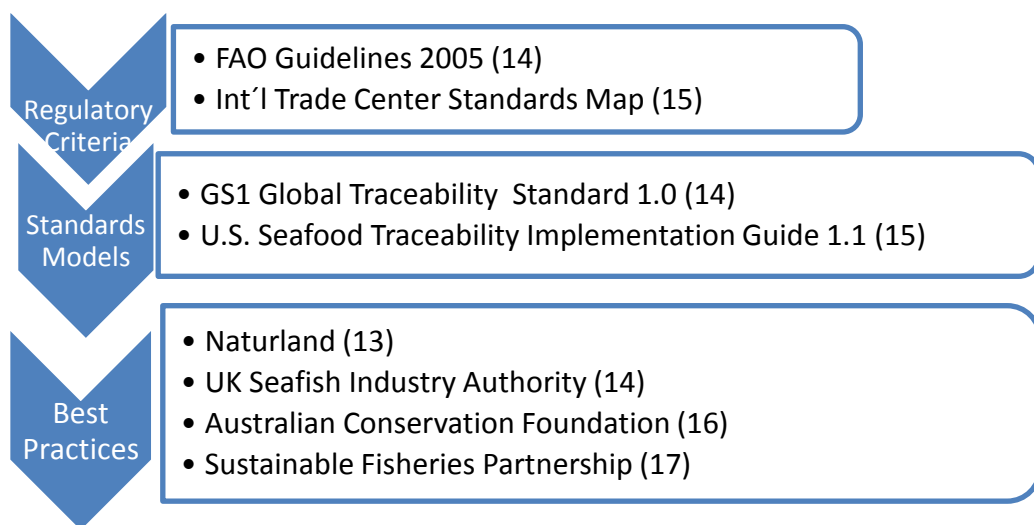 Regulatory
Criteria
• FAO Guidelines 2005 (14)
• Int´l Trade Center Standards Map (15)
Standards
Models
• GS1 Global Traceability  Standard 1.0 (14)
• U.S. Seafood Traceability Implementation Guide 1.1 (15)
Best
Practices
• Naturland (13)
• UK Seafish Industry Authority (14)
• Australian Conservation Foundation (16)
• Sustainable Fisheries Partnership (17)